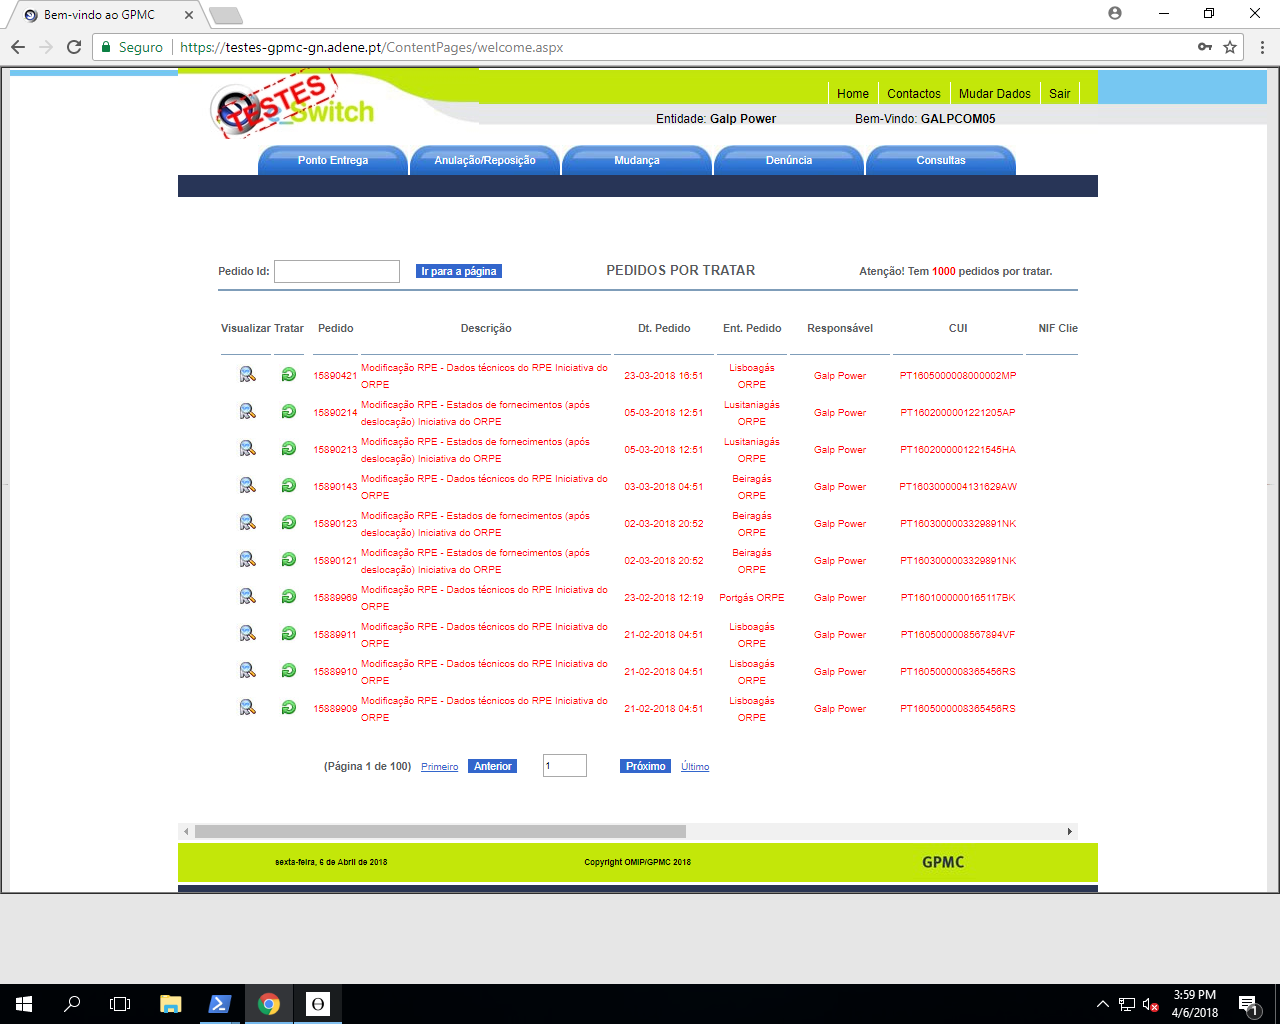 Bem-vindo ao GPMC
Seguro https://testes-gpmc-gn.adene.pt/ContentPages/welcome.aspx
TESTES
Switch
Home Contactos Mudar Dados Sair
Entidade: Galp Power Bem-Vindo: GALPCOM05
Ponto Entrega Anulação/Reposição Mudança Denúncia Consultas
Pedido Id: Ir para a página PEDIDOS POR TRATAR Atenção! Tem 1000 pedidos por tratar.
Visualizar Tratar Pedido Descrição Dt. Pedido Ent. Pedido Responsável CUI NIF Clie
15890421 Modificação RPE - Dados técnicos do RPE Iniciativa do ORPE 23-03-2018 16:51 Lisboagás ORPE Galp Power PT1605000008000002MP
15890214 Modificação RPE - Estados de fornecimentos (após deslocação) Iniciativa do ORPE 05-03-2018 12:51 Lusitaniagás ORPE Galp Power PT1602000001221205AP
15890213 Modificação RPE - Estados de fornecimentos (após deslocação) Iniciativa do ORPE 05-03-2018 12:51 Lusitaniagás ORPE Galp Power PT1602000001221545HA
15890143 Modificação RPE - Dados técnicos do RPE Iniciativa do ORPE 03-03-2018 04:51 Beiragás ORPE Galp Power PT1603000004131629AW
15890123 Modificação RPE - Estados de fornecimentos (após deslocação) Iniciativa do ORPE 02-03-2018 20:52 Beiragás ORPE Galp Power PT1603000003329891NK
15890121 Modificação RPE - Estados de fornecimentos (após deslocação) Iniciativa do ORPE 02-03-2018 20:52 Beiragás ORPE Galp Power PT1603000003329891NK
15889969 Modificação RPE - Dados técnicos do RPE Iniciativa do ORPE 23-02-2018 12:19 Portgás ORPE Galp Power PT1601000000165117BK
15889911 Modificação RPE - Dados técnicos do RPE Iniciativa do ORPE 21-02-2018 04:51 Lisboagás ORPE Galp Power PT1605000008567894VF
15889910 Modificação RPE - Dados técnicos do RPE Iniciativa do ORPE 21-02-2018 04:51 Lisboagás ORPE Galp Power PT1605000008365456RS
15889909 Modificação RPE - Dados técnicos do RPE Iniciativa do ORPE 21-02-2018 04:51 Lisboagás ORPE Galp Power PT1605000008365456RS
(Página 1 de 100) Primeiro Anterior 1 Próximo Último
sexta-feira, 6 de Abril de 2018 Copyright OMIP/GPMC 2018 GPMC
3:59 PM
4/6/2018
1